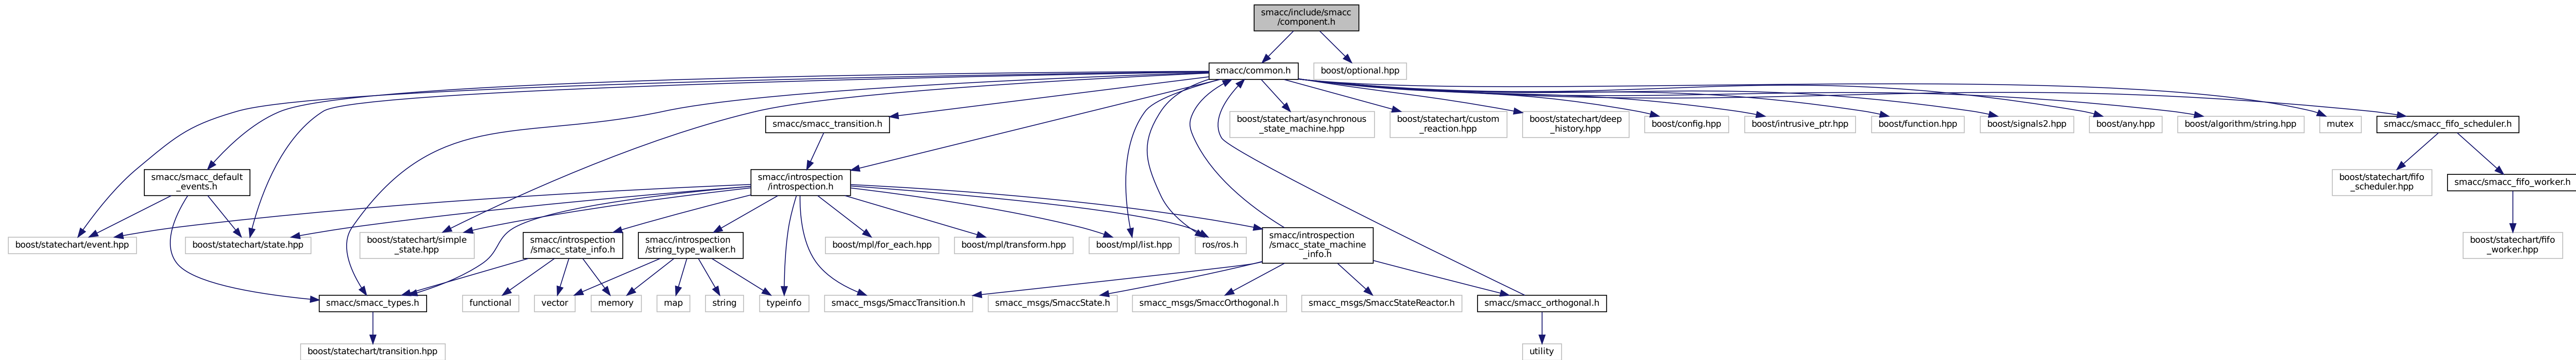 smacc/include/smacc
/component.h
smacc/common.h
boost/optional.hpp
smacc/smacc_transition.h
boost/statechart/asynchronous
_state_machine.hpp
boost/statechart/custom
_reaction.hpp
boost/statechart/deep
_history.hpp
boost/config.hpp
boost/intrusive_ptr.hpp
boost/function.hpp
boost/signals2.hpp
boost/any.hpp
boost/algorithm/string.hpp
mutex
smacc/smacc_fifo_scheduler.h
smacc/smacc_default
_events.h
smacc/introspection
/introspection.h
boost/statechart/fifo
_scheduler.hpp
smacc/smacc_fifo_worker.h
boost/statechart/event.hpp
boost/statechart/state.hpp
boost/statechart/simple
_state.hpp
smacc/introspection
/smacc_state_info.h
smacc/introspection
/string_type_walker.h
boost/mpl/for_each.hpp
boost/mpl/transform.hpp
boost/mpl/list.hpp
ros/ros.h
smacc/introspection
/smacc_state_machine
_info.h
boost/statechart/fifo
_worker.hpp
smacc/smacc_types.h
functional
vector
memory
map
string
typeinfo
smacc_msgs/SmaccTransition.h
smacc_msgs/SmaccState.h
smacc_msgs/SmaccOrthogonal.h
smacc_msgs/SmaccStateReactor.h
smacc/smacc_orthogonal.h
boost/statechart/transition.hpp
utility